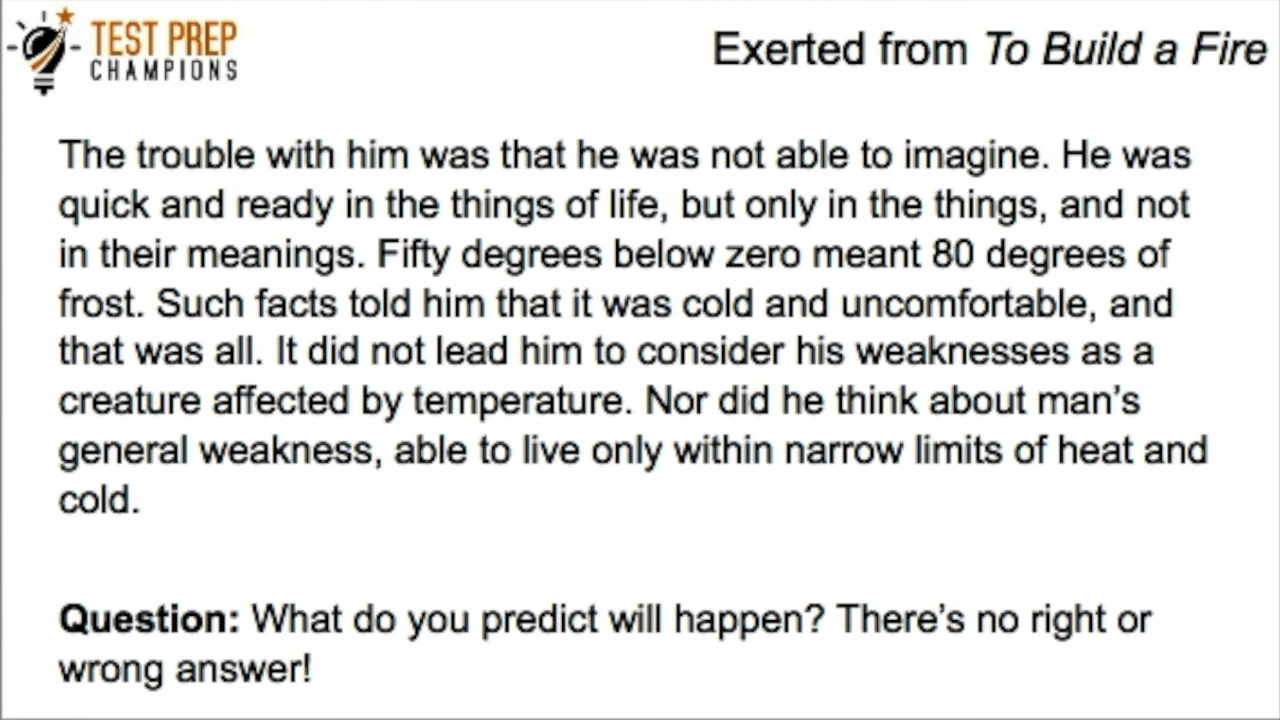 TEST PREP
CHAMPIONS
Exerted from To Build a Fire
The trouble with him was that he was not able to imagine. He was
quick and ready in the things of life, but only in the things, and not
in their meanings. Fifty degrees below zero meant 80 degrees of
frost. Such facts told him that it was cold and uncomfortable, and
that was all. It did not lead him to consider his weaknesses as a
creature affected by temperature. Nor did he think about man's
general weakness, able to live only within narrow limits of heat and
cold.
Question: What do you predict will happen? There's no right or
wrong answer!